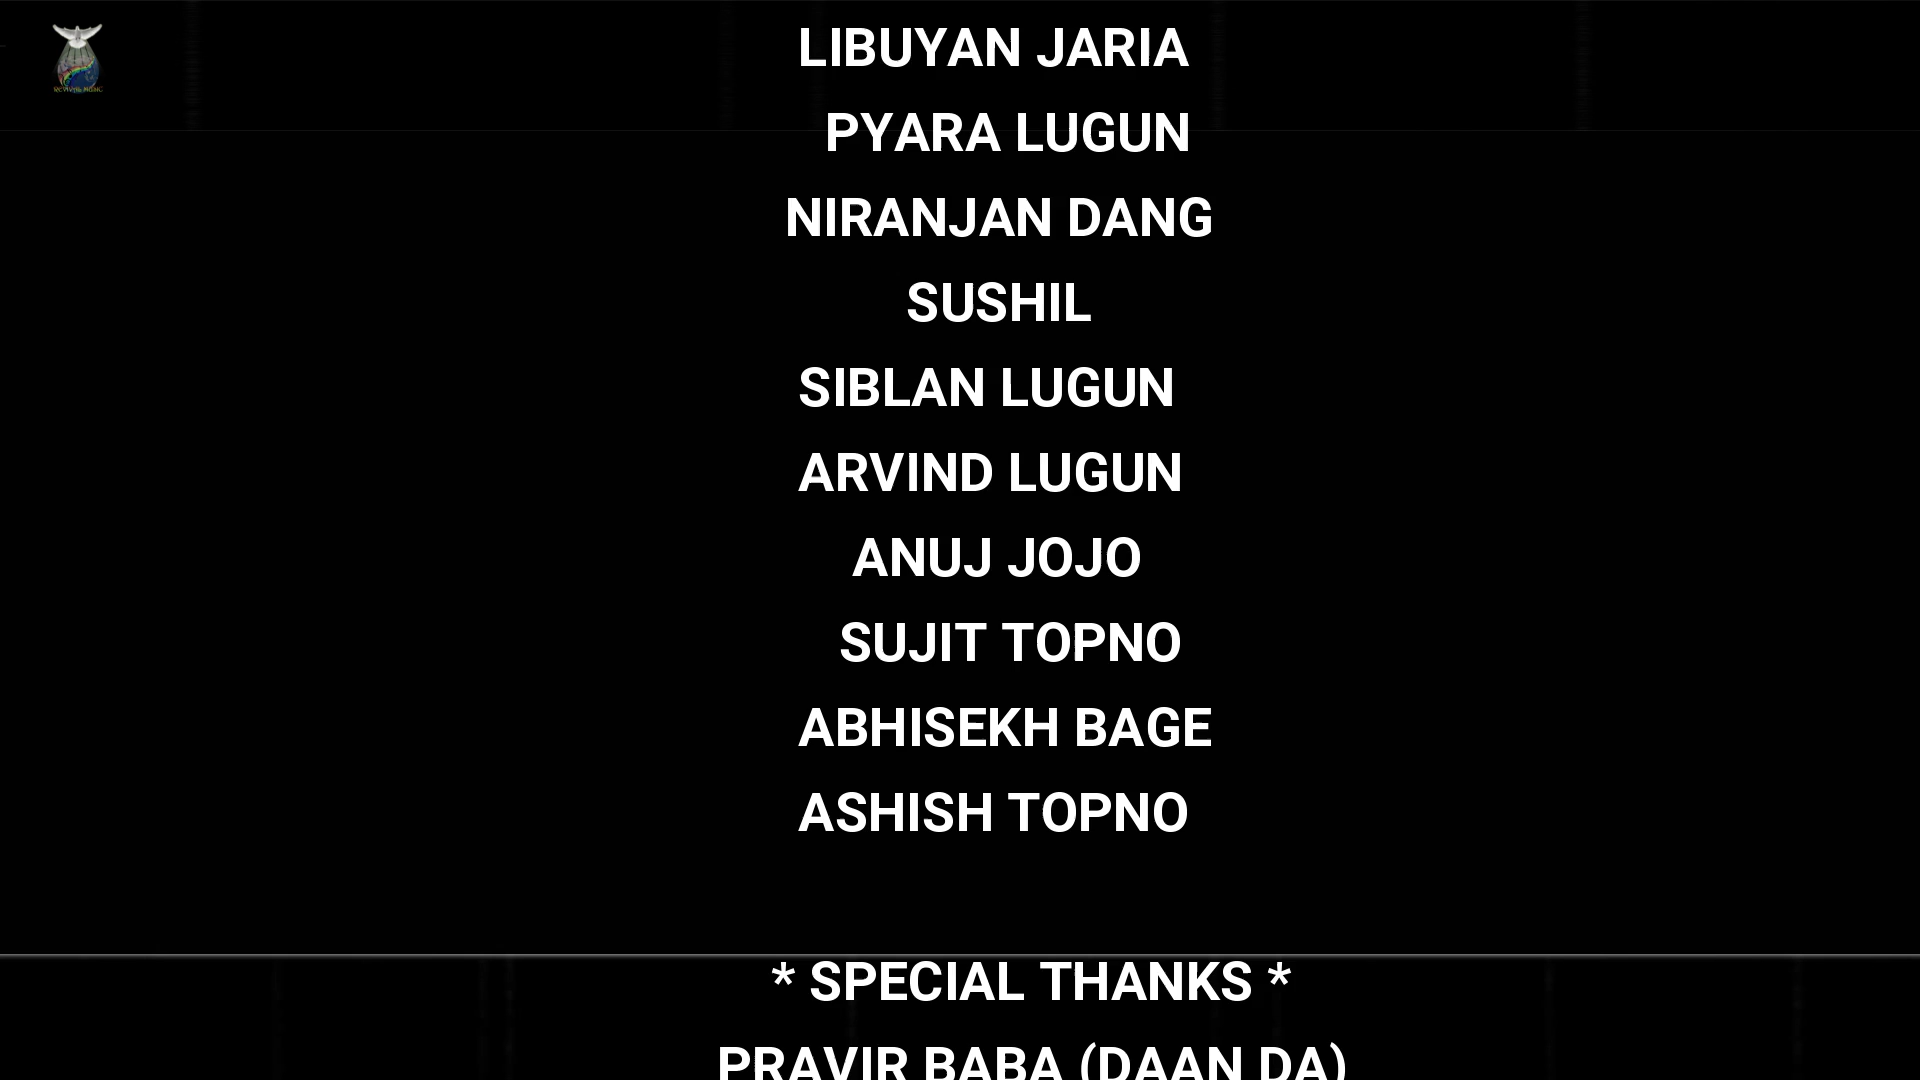 LIBUYAN JARIA
PYARA LUGUN
NIRANJAN DANG
SUSHIL
SIBLAN LUGUN
ARVIND LUGUN
ANUJ JOJO
SUJIT TOPNO
ABHISEKH BAGE
ASHISH TOPNO
* SPECIAL THANKS *
PRAVIR BABA (DAAN DA)